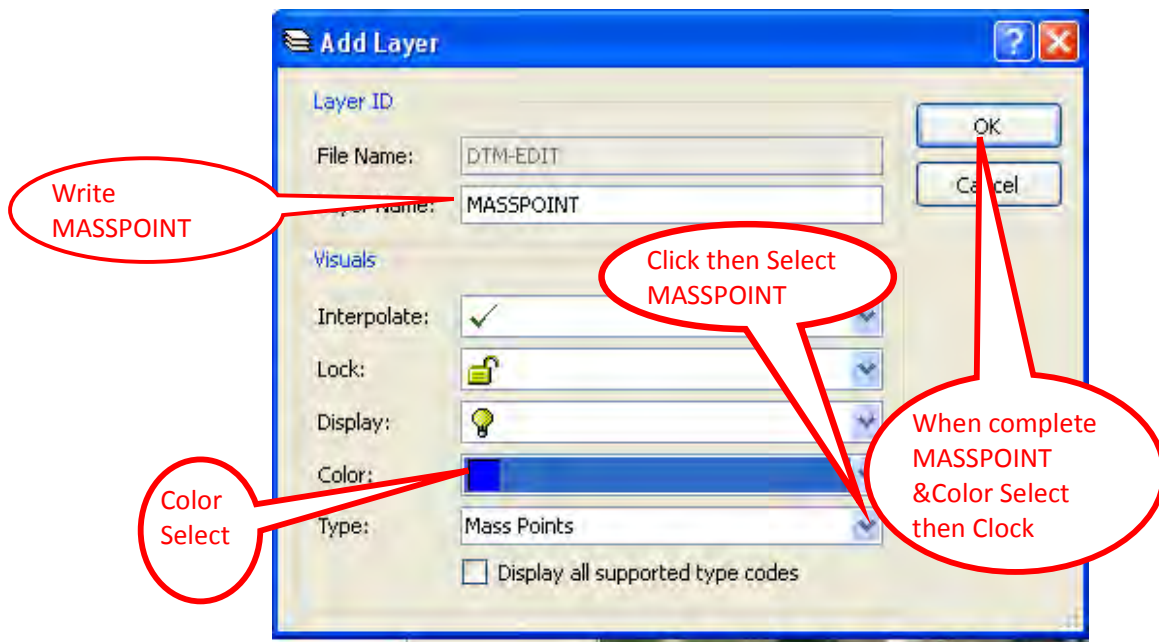 Add Layer
Layer ID
OK
File Name:
DTM-EDIT
Write
MASSPOINT
Name:
MASSPOINT
Visuals
Click then Select
MASSPOINT
Interpolate:
Lock:
Display:
When complete
MASSPOINT
&Color Select
then Clock
Color:
Color
Select
Type:
Mass Points
Display all supported type codes